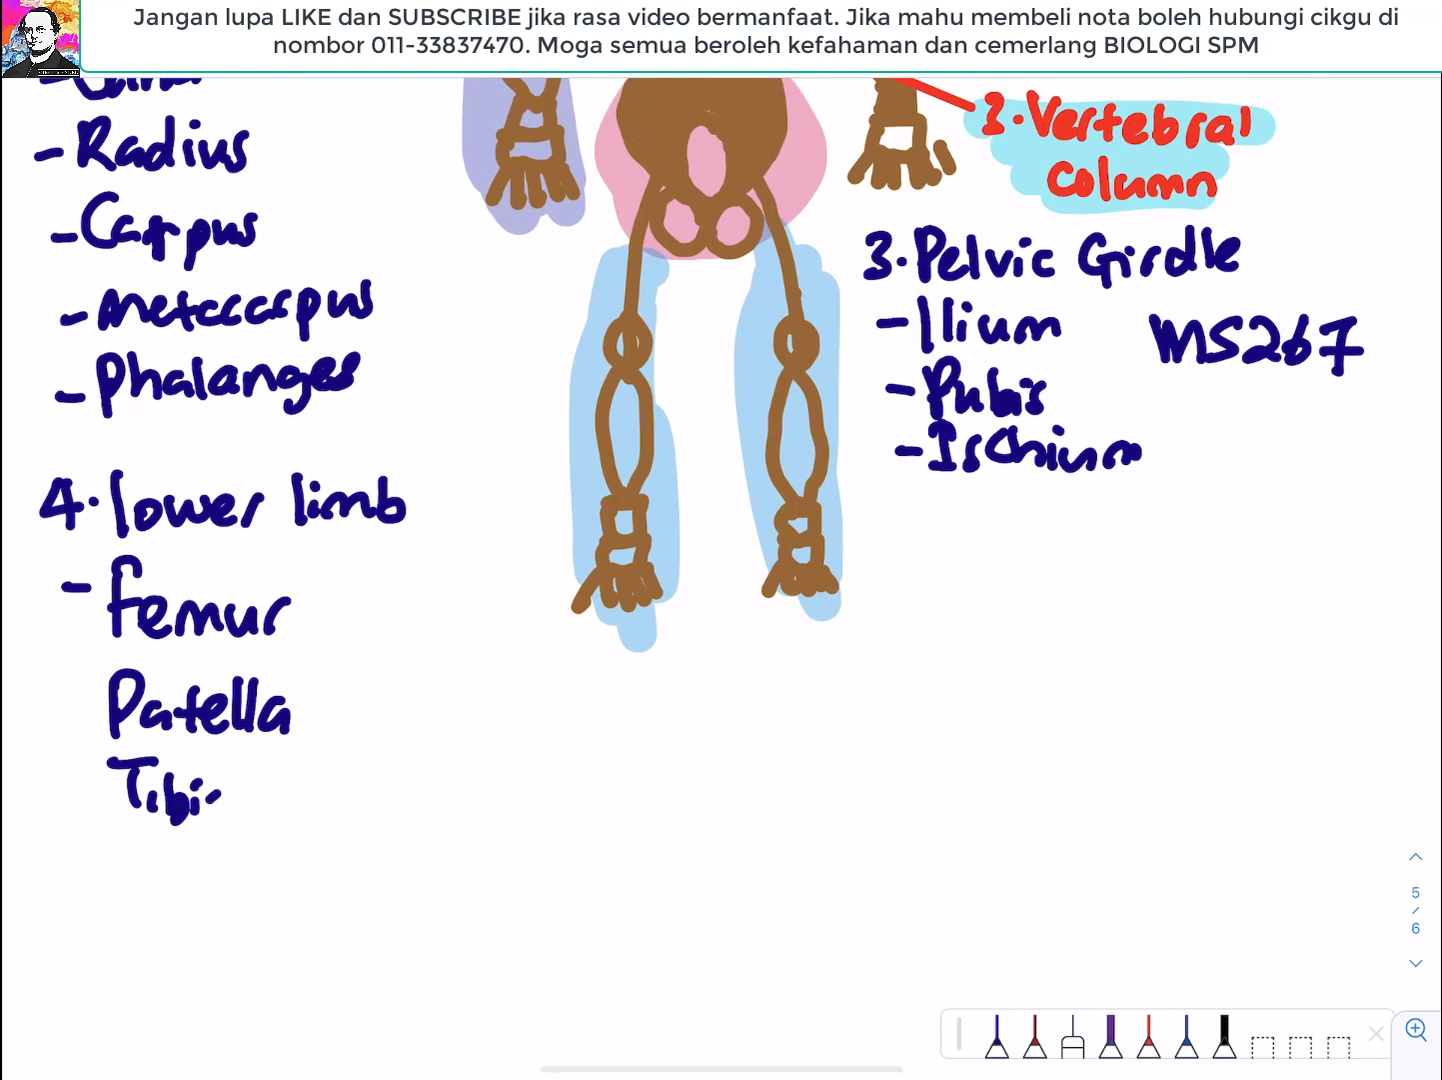 Jangan lupa LIKE dan SUBSCRIBE jika rasa video bermanfaat. Jika mahu membeli nota boleh hubungi cikgu di
nombor 011-33837470. Moga semua beroleh kefahaman dan cemerlang BIOLOGI SPM
- Radius
- Carpus
- Metacarpus
- Phalanges
4. lower limb
- femur
Patella
Tibi
2. Vertebral
column
3. Pelvic Girdle
- Ilium
MS267
- Pubis
- Ischium
5
/
6